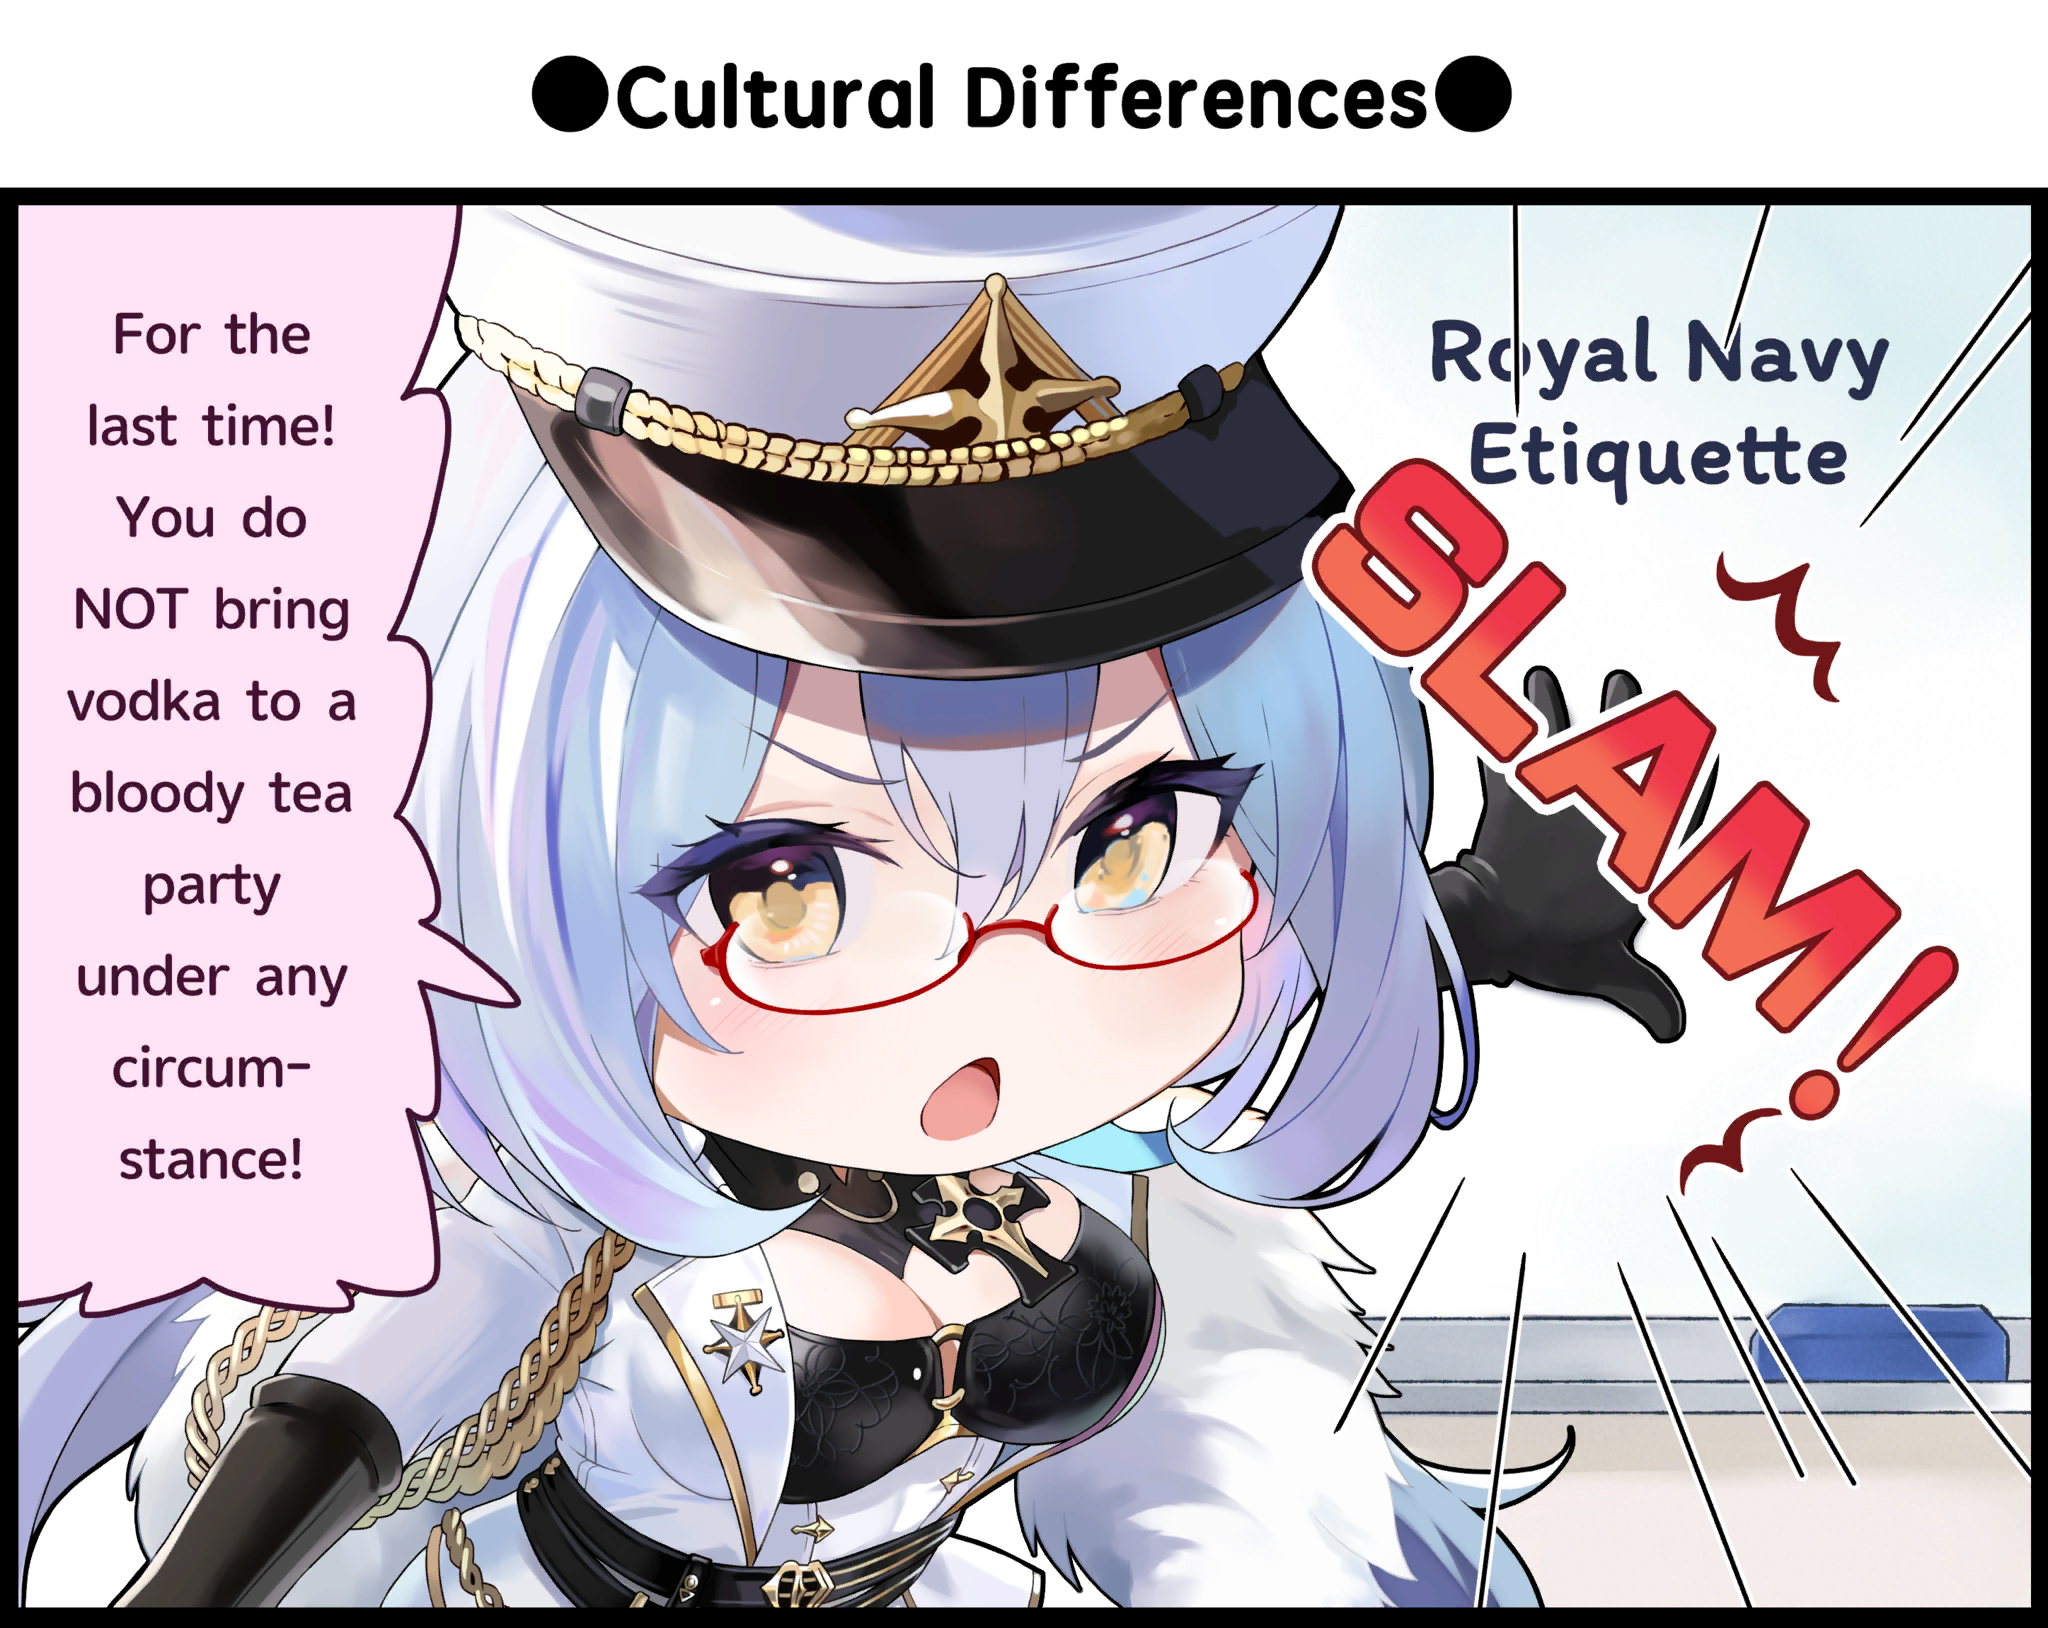 ●Cultural Differences●
For the
last time!
You do
NOT bring
vodka to a
bloody tea
party
under any
circum-
stance!
Royal Navy
Etiquette
SLAM!